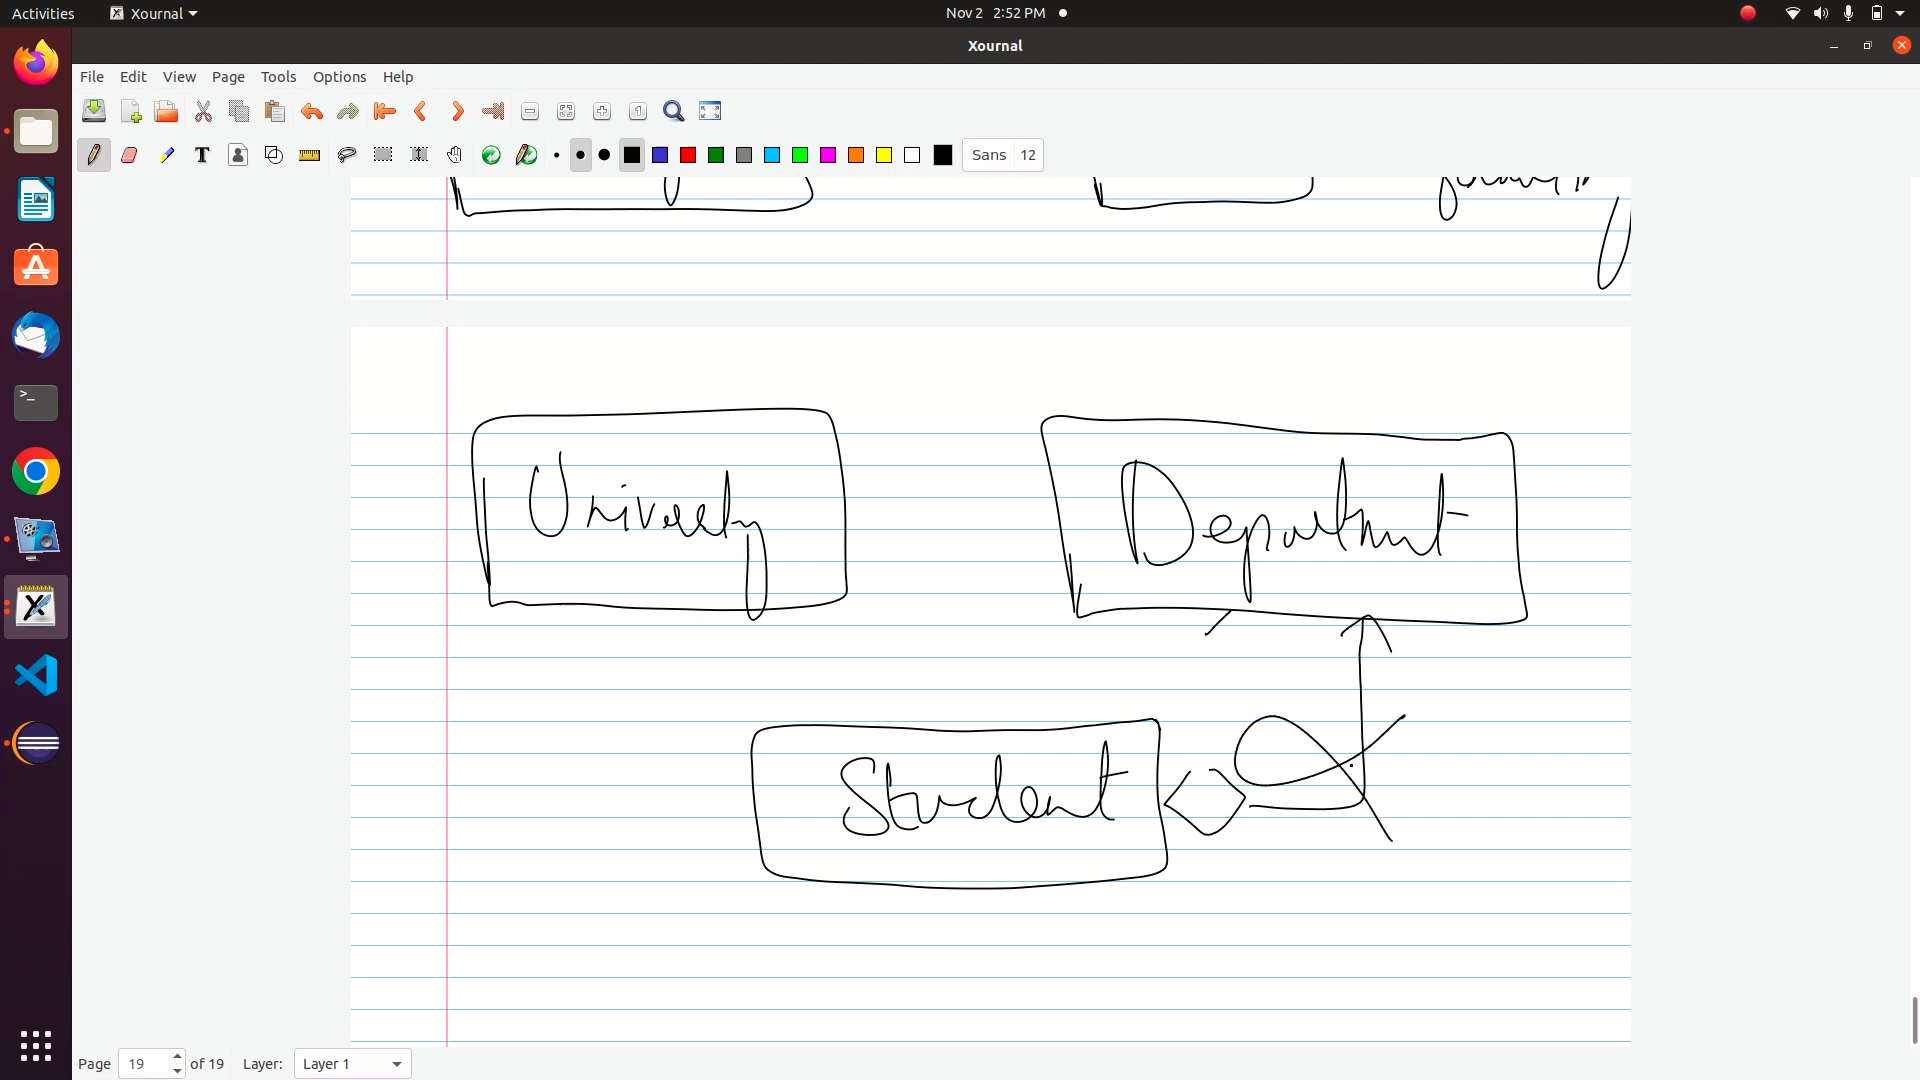 Activities Xournal Nov 2 2:52 PM
Xournal
File Edit View Page Tools Options Help
T Sans 12
University Department
Student
Page 19 of 19 Layer: Layer 1